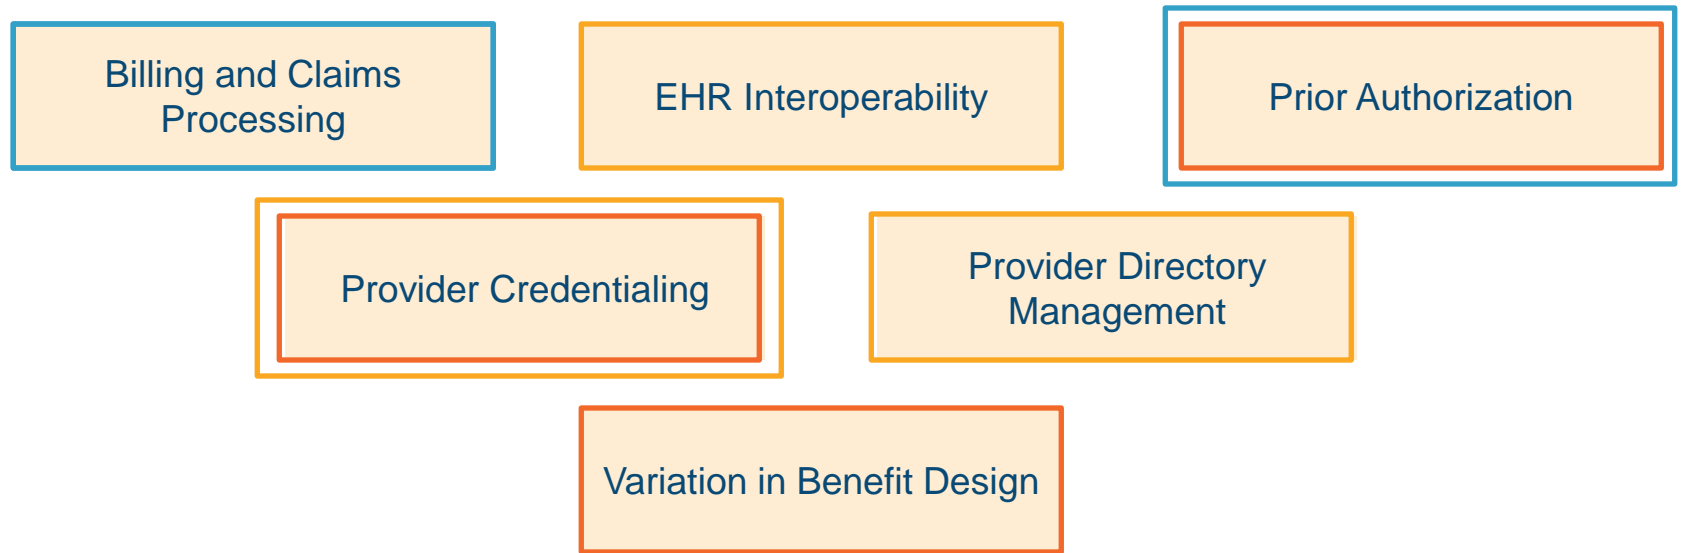 Billing and Claims
Processing
EHR Interoperability
Prior Authorization
Provider Credentialing
Provider Directory
Management
Variation in Benefit Design